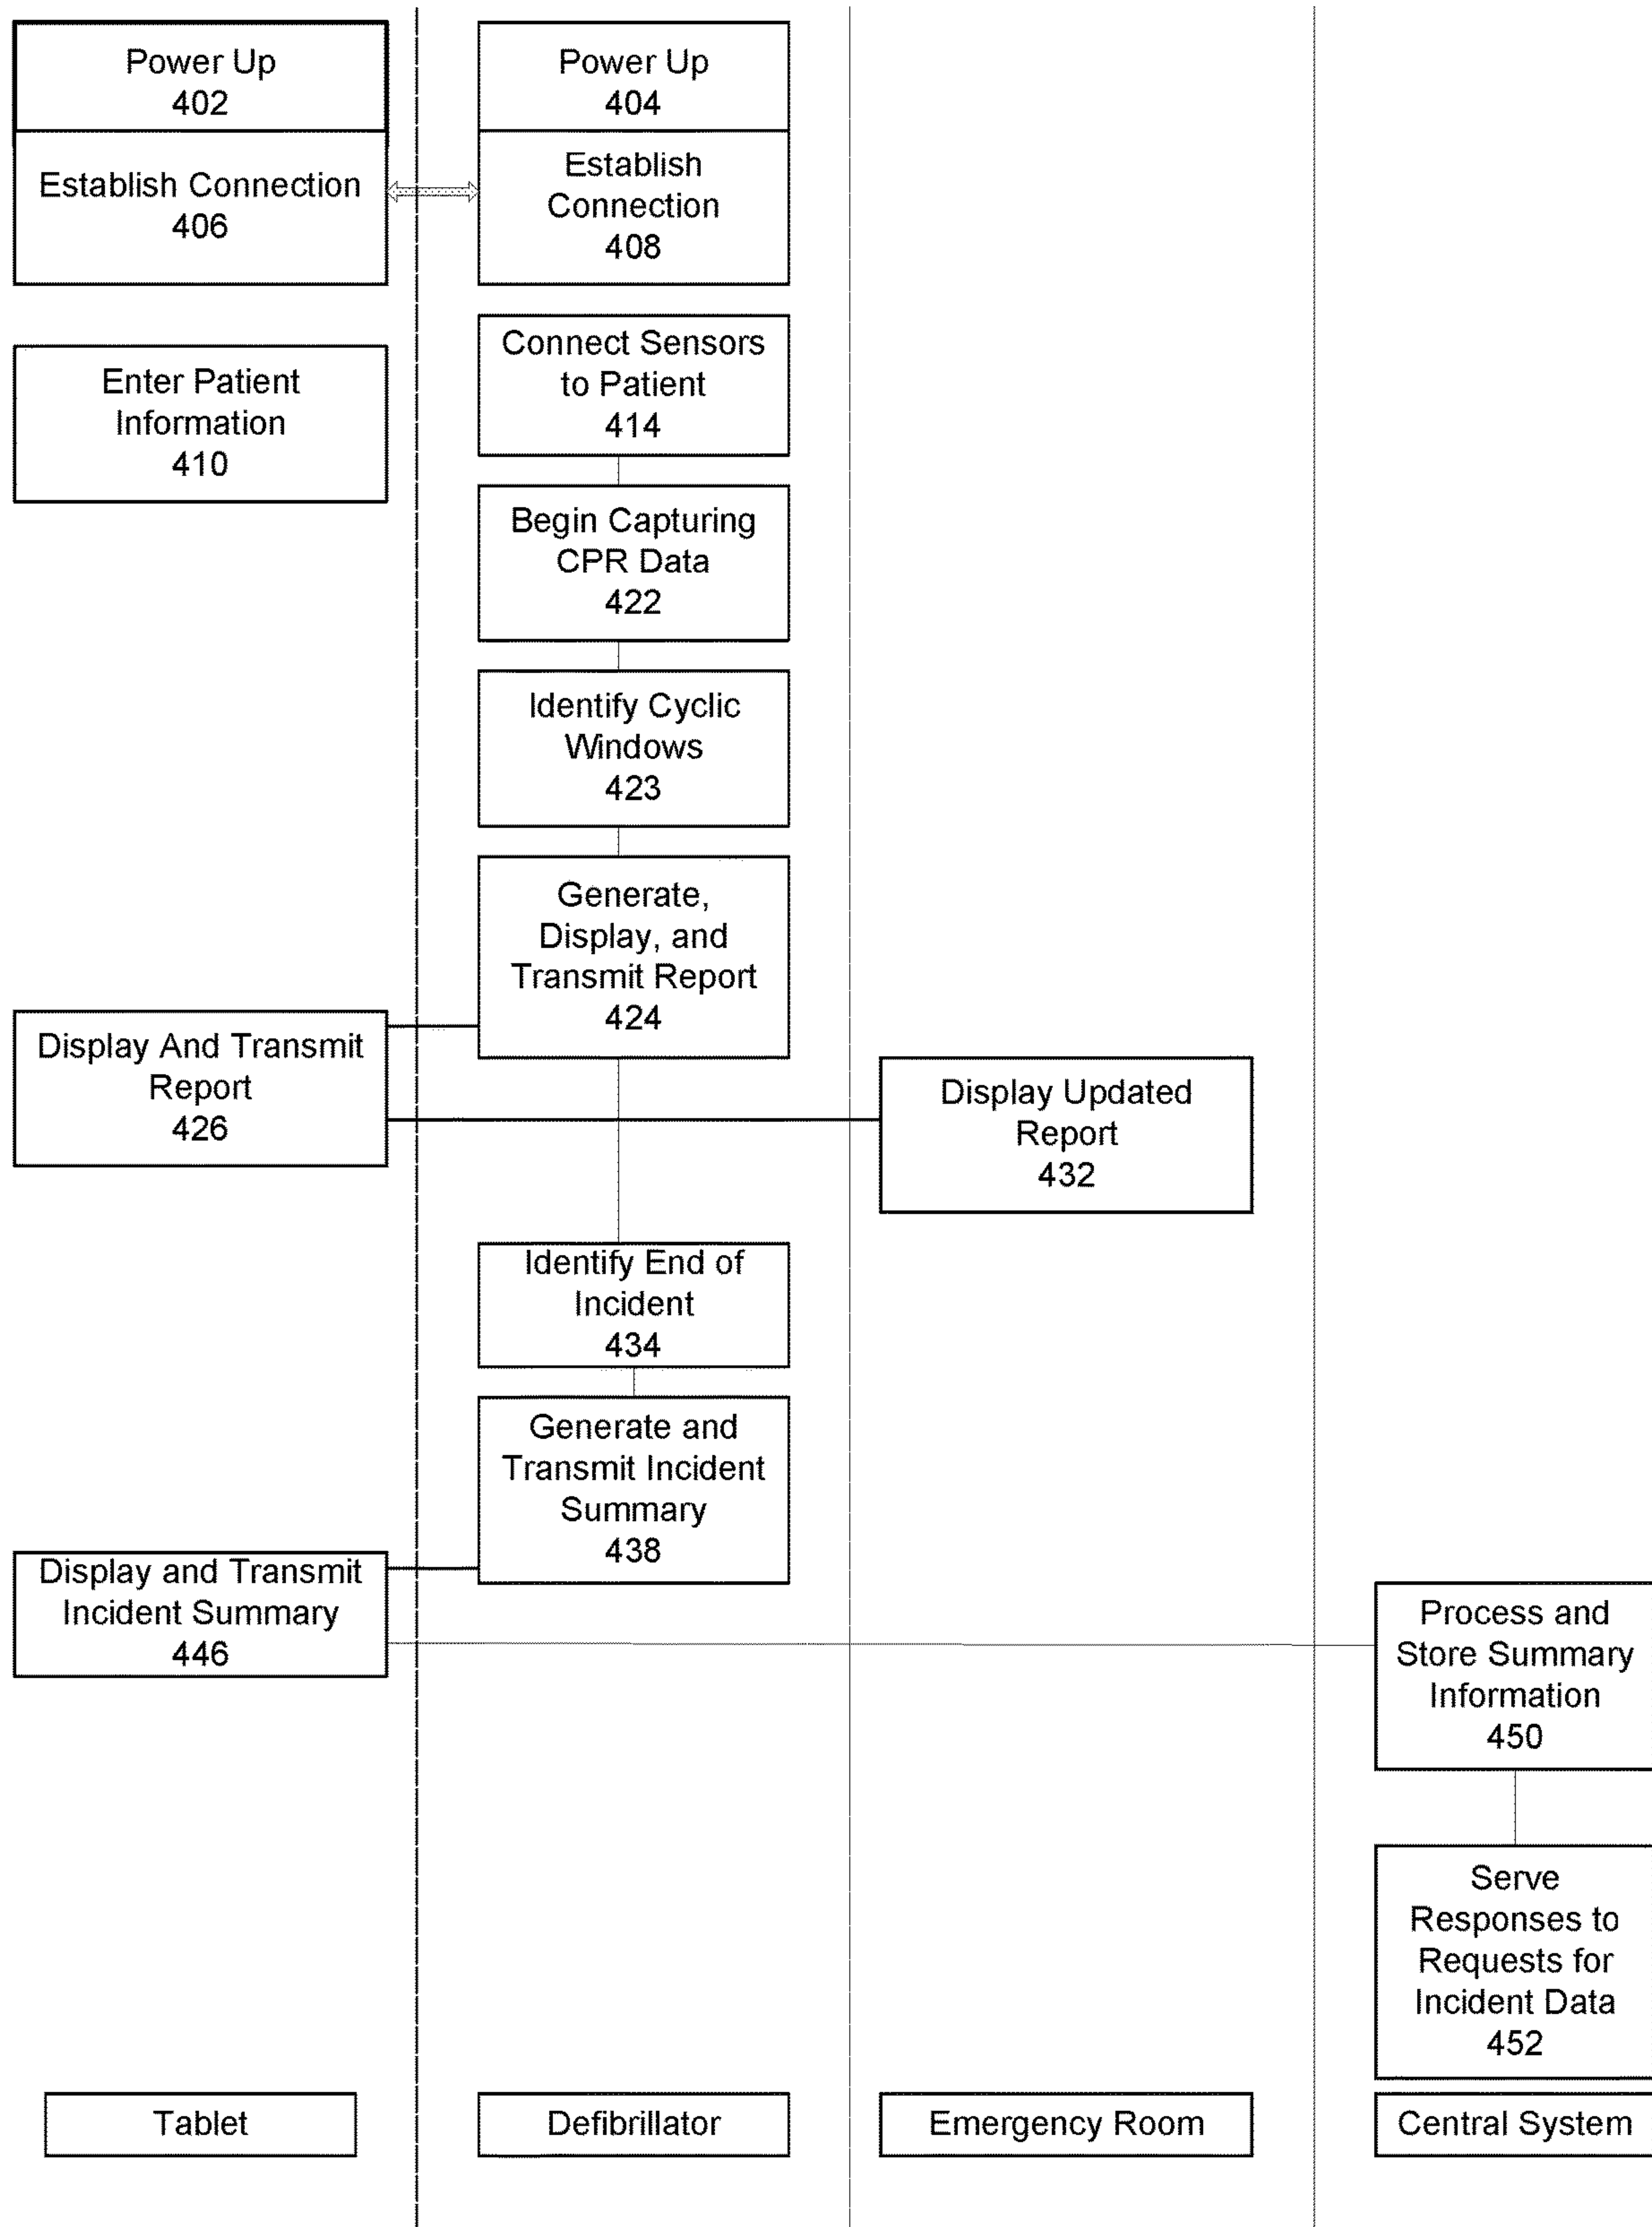 Power Up
402
Power Up
404
Establish Connection
406
Establish
Connection
408
Enter Patient
Information
410
Connect Sensors
to Patient
414
Begin Capturing
CPR Data
422
Identify Cyclic
Windows
423
Generate,
Display, and
Transmit Report
424
Display And Transmit
Report
426
Display Updated
Report
432
Identify End of
Incident
434
Generate and
Transmit Incident
Summary
438
Display and Transmit
Incident Summary
446
Process and
Store Summary
Information
450
Serve
Responses to
Requests for
Incident Data
452
Tablet
Defibrillator
Emergency Room
Central System